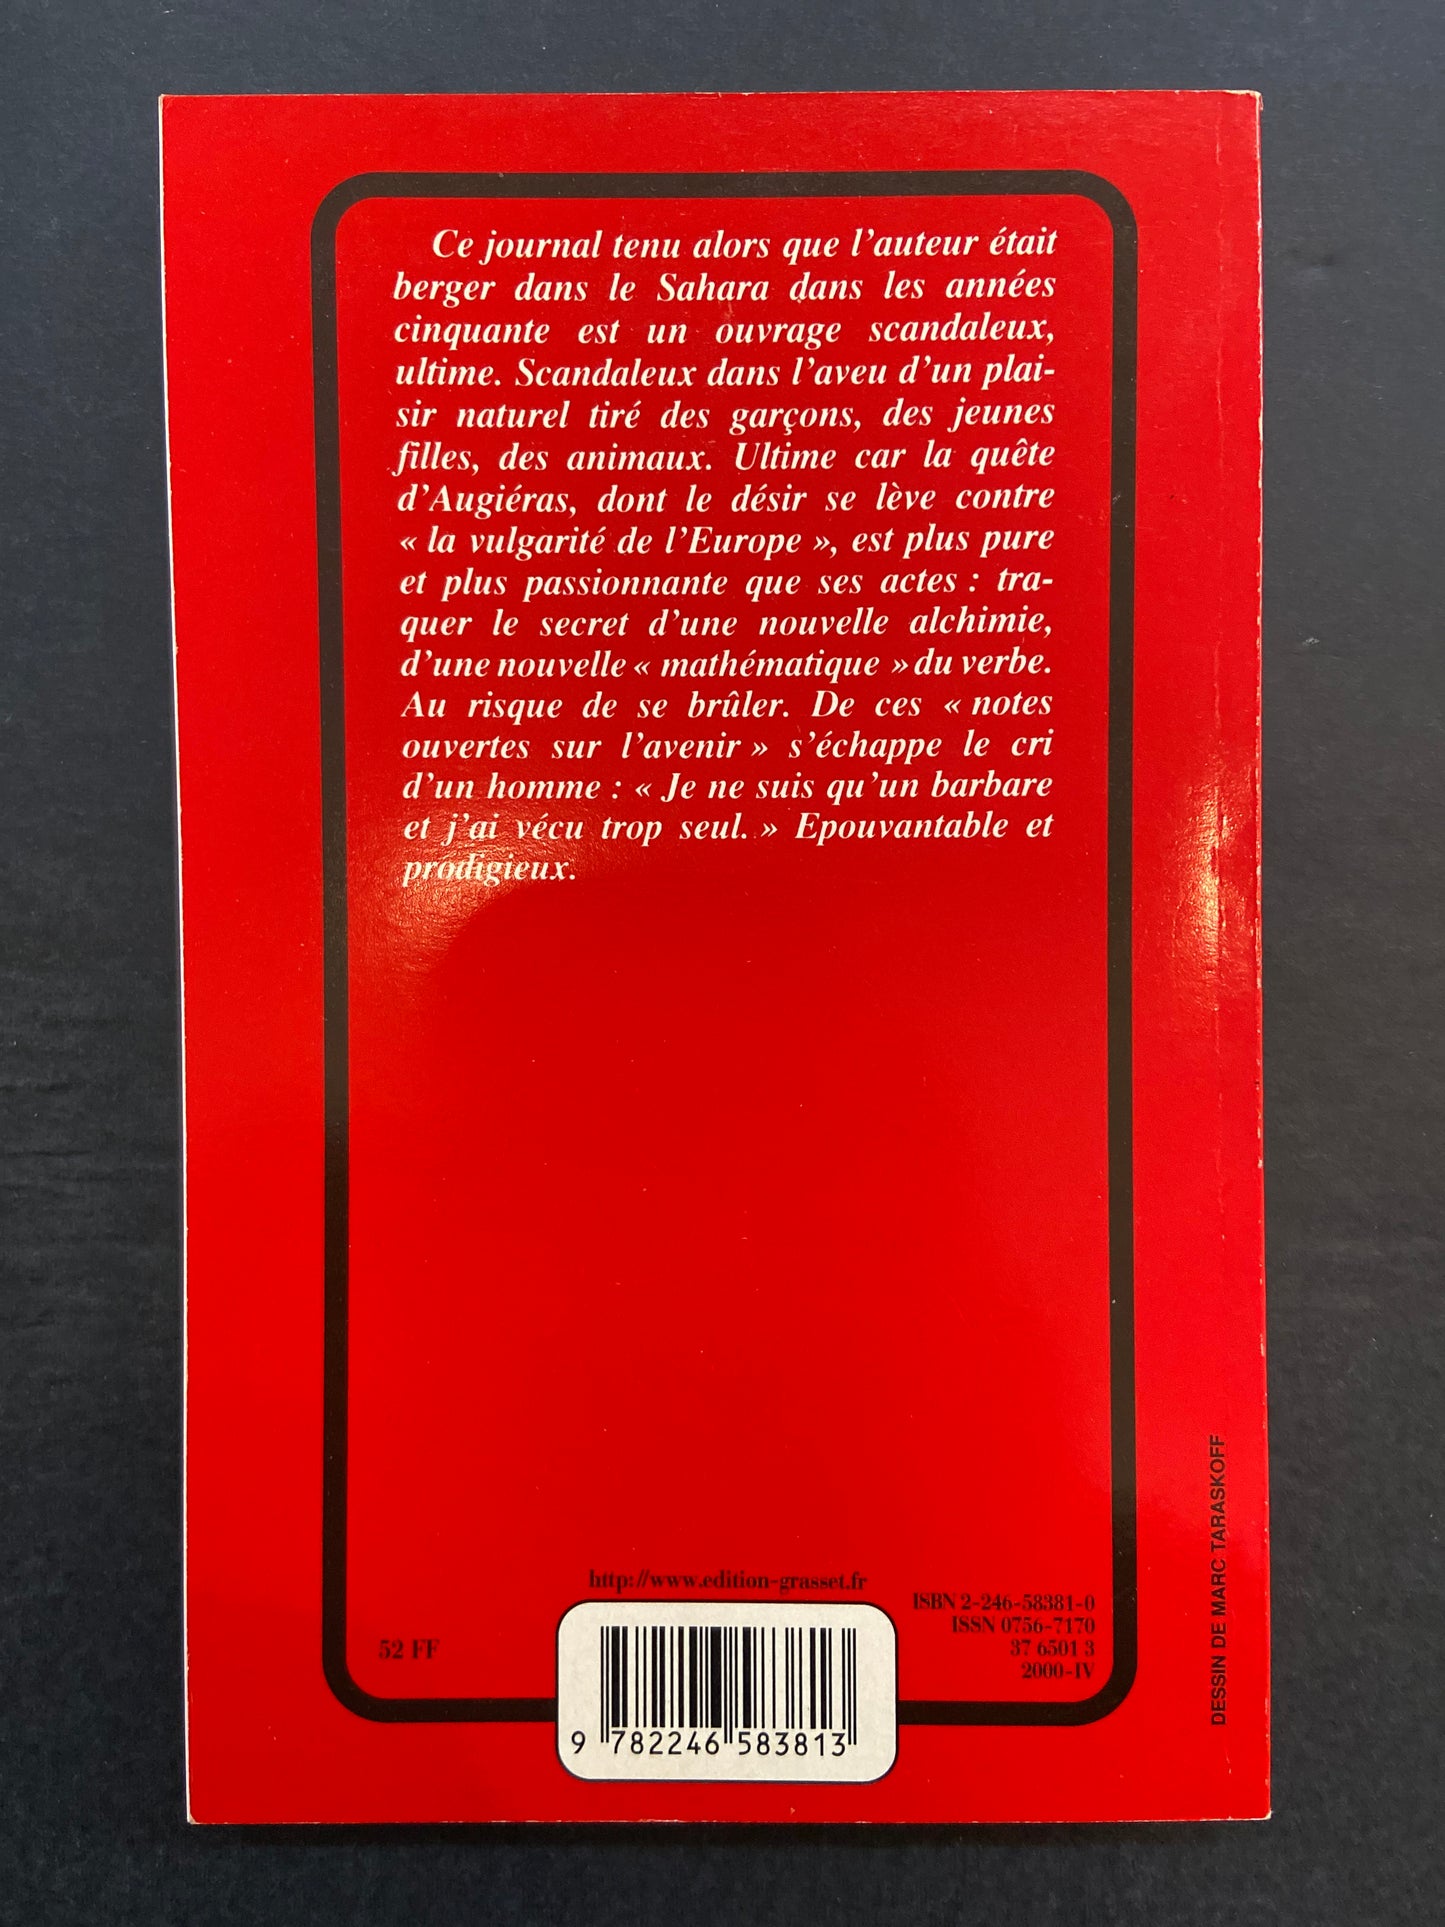 Ce journal tenu alors que l'auteur était
berger dans le Sahara dans les années
cinquante est un ouvrage scandaleux,
ultime. Scandaleux dans l'aveu d'un plai-
sir naturel tiré des garçons, des jeunes
filles, des animaux. Ultime car la quête
d'Augiéras, dont le désir se lève contre
« la vulgarité de l'Europe », est plus pure
et plus passionnante que ses actes : tra-
quer le secret d'une nouvelle alchimie,
d'une nouvelle « mathématique » du verbe.
Au risque de se brûler. De ces « notes
ouvertes sur l'avenir » s'échappe le cri
d'un homme : « Je ne suis qu'un barbare
et j'ai vécu trop seul. » Epouvantable et
prodigieux.
http://www.edition-grasset.fr
ISBN 2-246-58381-0
ISSN 0756-7170
37 6501 3
2000-IV
52 FF
9 782246 583813
DESSIN DE MARC TARASKOFF